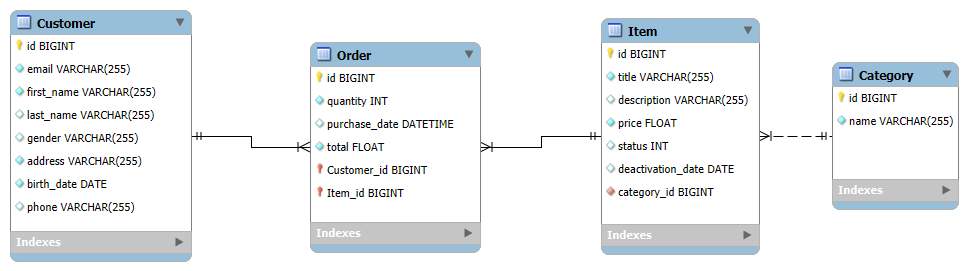 Customer
id BIGINT
email VARCHAR(255)
first_name VARCHAR(255)
last_name VARCHAR(255)
gender VARCHAR(255)
address VARCHAR(255)
birth_date DATE
phone VARCHAR(255)
Indexes
Order
id BIGINT
quantity INT
purchase_date DATETIME
total FLOAT
Customer_id BIGINT
Item_id BIGINT
Indexes
Item
id BIGINT
title VARCHAR(255)
description VARCHAR(255)
price FLOAT
status INT
deactivation_date DATE
category_id BIGINT
Indexes
Category
id BIGINT
name VARCHAR(255)
Indexes